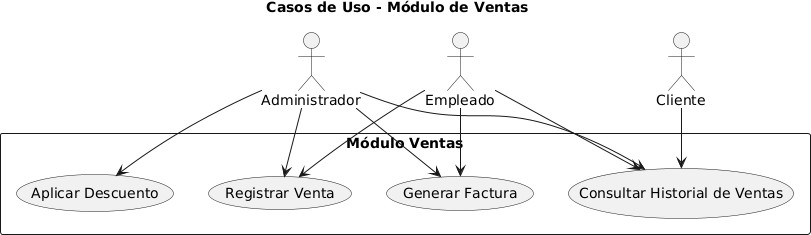 Casos de Uso - Módulo de Ventas
Administrador
Empleado
Cliente
Módulo Ventas
Aplicar Descuento
Registrar Venta
Generar Factura
Consultar Historial de Ventas